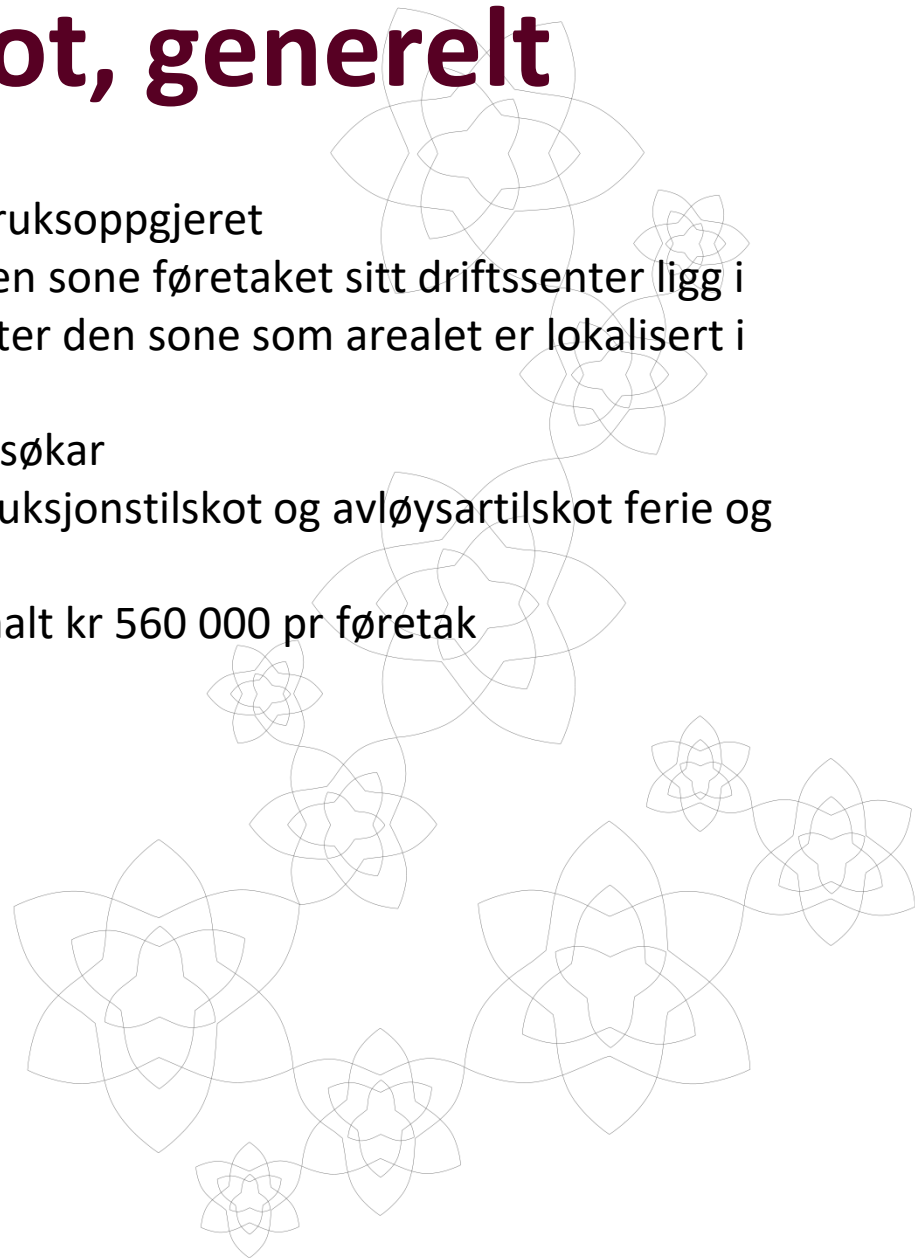 ot, generelt
ruksoppgjeret
en sone føretaket sitt driftssenter ligg i
ter den sone som arealet er lokalisert i
søkar
uksjonstilskot og avløysartilskot ferie og
alt kr 560 000 pr føretak